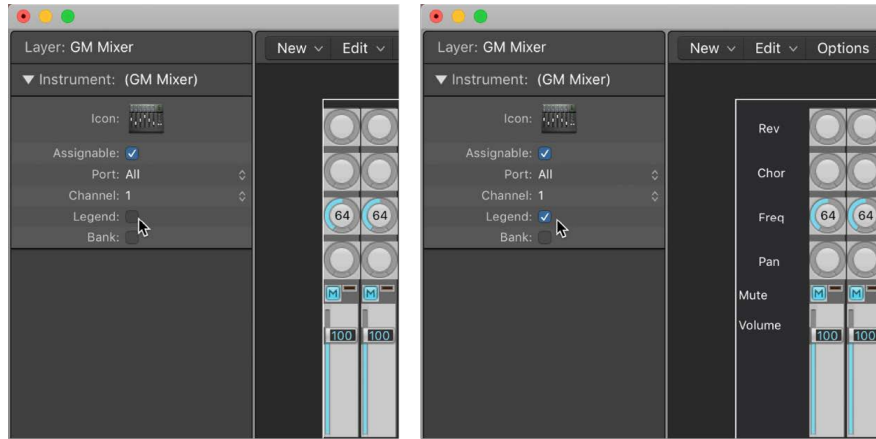 Layer: GM Mixer
New Edit
Instrument: (GM Mixer)
Icon:
Assignable:
Port: All
Channel: 1
Legend:
Bank:
64 64
M M
100 100
Layer: GM Mixer
New Edit Options
Instrument: (GM Mixer)
Icon:
Assignable:
Port: All
Channel: 1
Legend:
Bank:
Rev
Chor
Freq 64 64
Pan
Mute M M
Volume
100 100